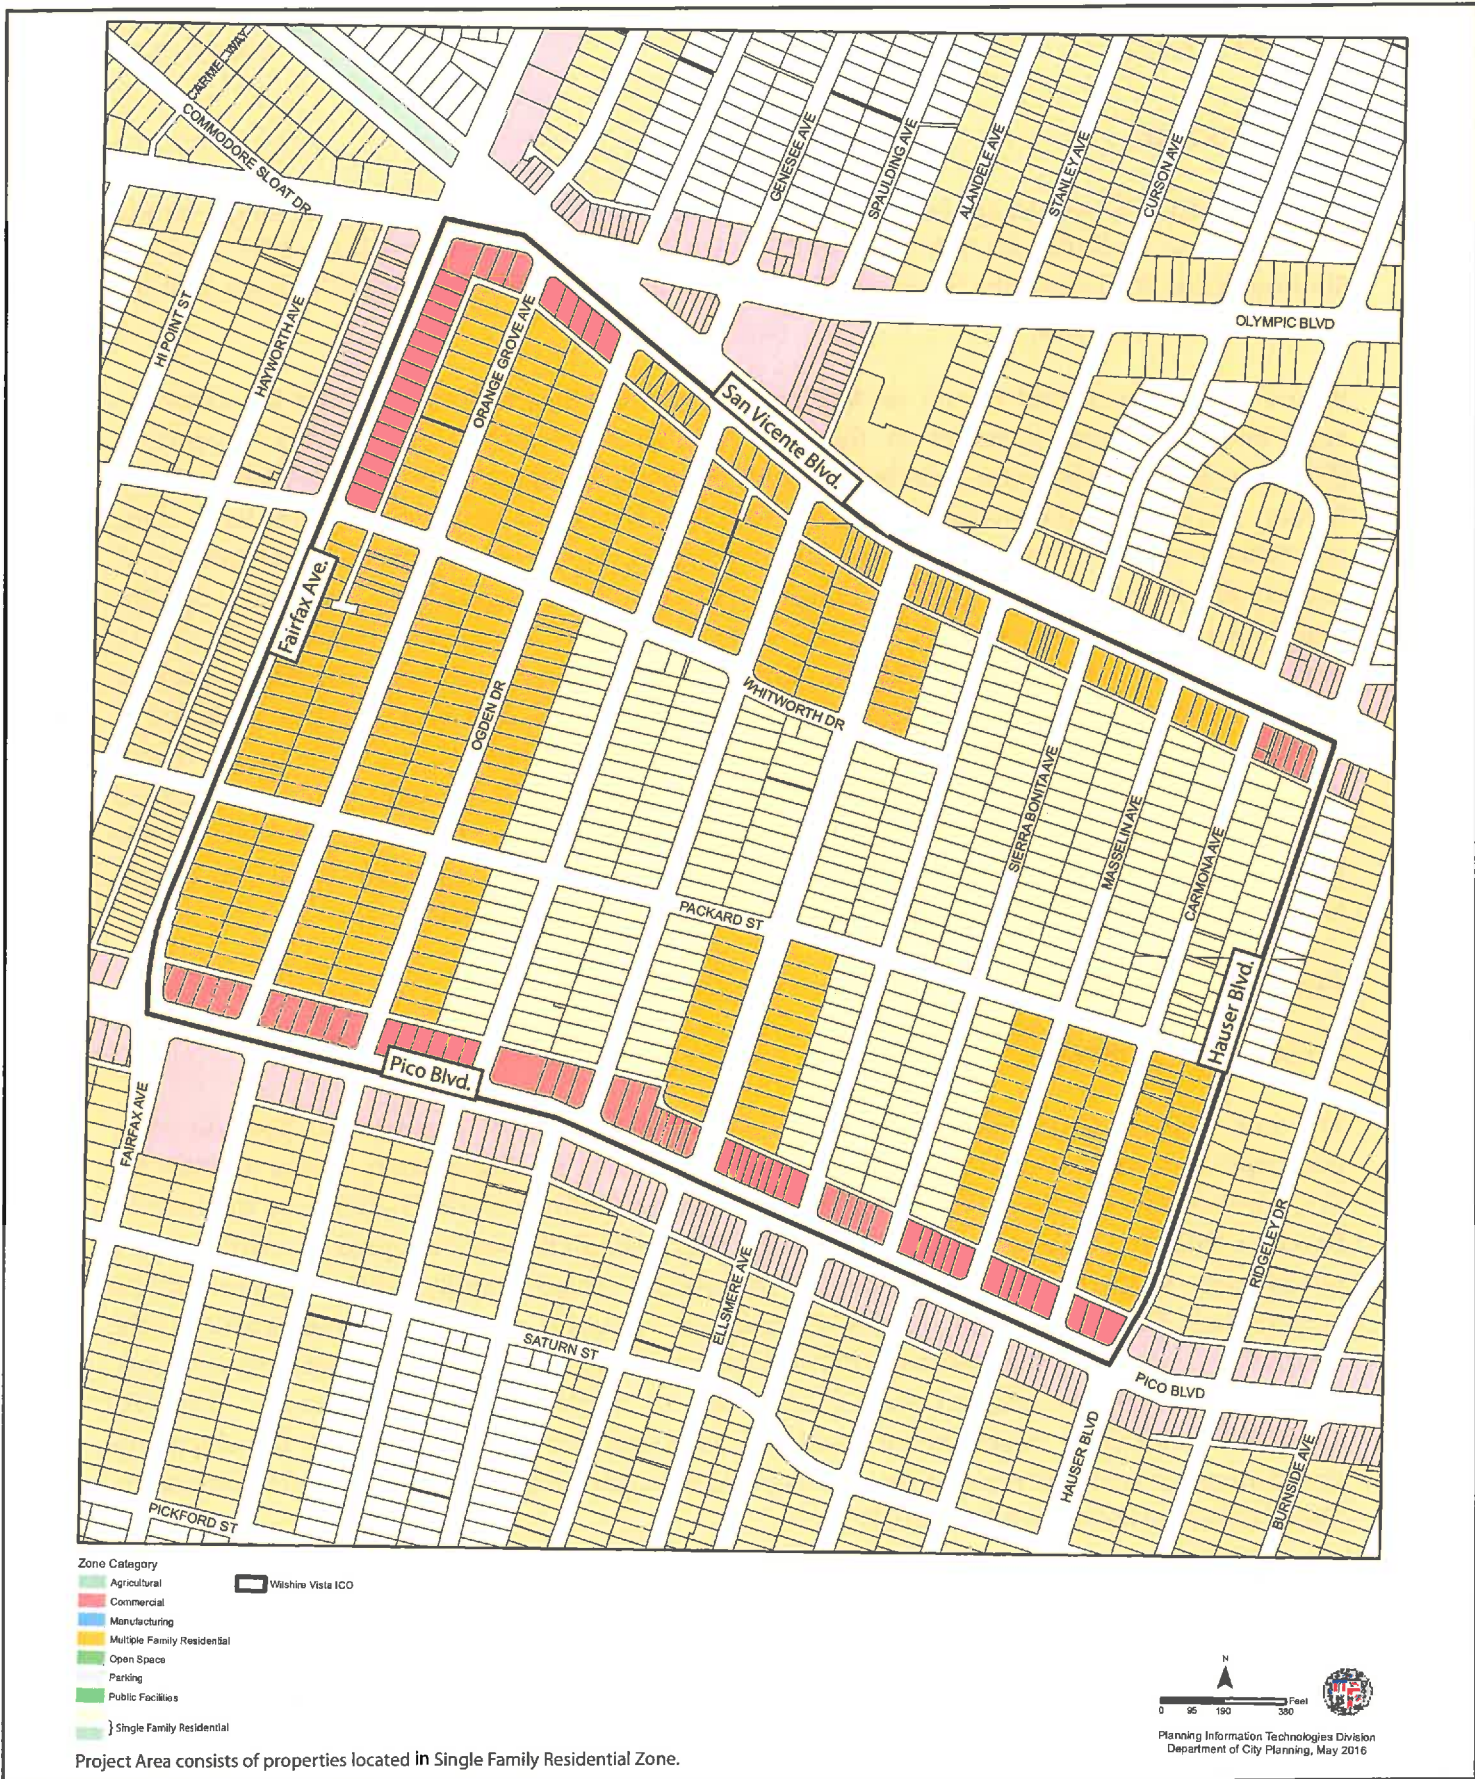 CARMEL WAY
COMMODORE SLOAT DR
GENESEE AVE
SPAULDING AVE
ALANDELE AVE
STANLEY AVE
CURSON AVE
HI POINT ST
HAYWORTH AVE
ORANGE GROVE AVE
OLYMPIC BLVD
San Vicente Blvd.
Fairfax Ave.
OGDEN DR
WHITWORTH DR
SIERRA BONITA AVE
MASSELIN AVE
CARMONA AVE
PACKARD ST
Hauser Blvd.
Pico Blvd.
FAIRFAX AVE
ELLSMERE AVE
RIDGELEY DR
SATURN ST
PICO BLVD
HAUSER BLVD
BURNSIDE AVE
PICKFORD ST
Zone Category
Agricultural
Commercial
Manufacturing
Multiple Family Residential
Open Space
Parking
Public Facilities
} Single Family Residential
Wilshire Vista ICO
Project Area consists of properties located in Single Family Residential Zone.
N
Feet
0 95 190 380
Planning Information Technologies Division
Department of City Planning, May 2016